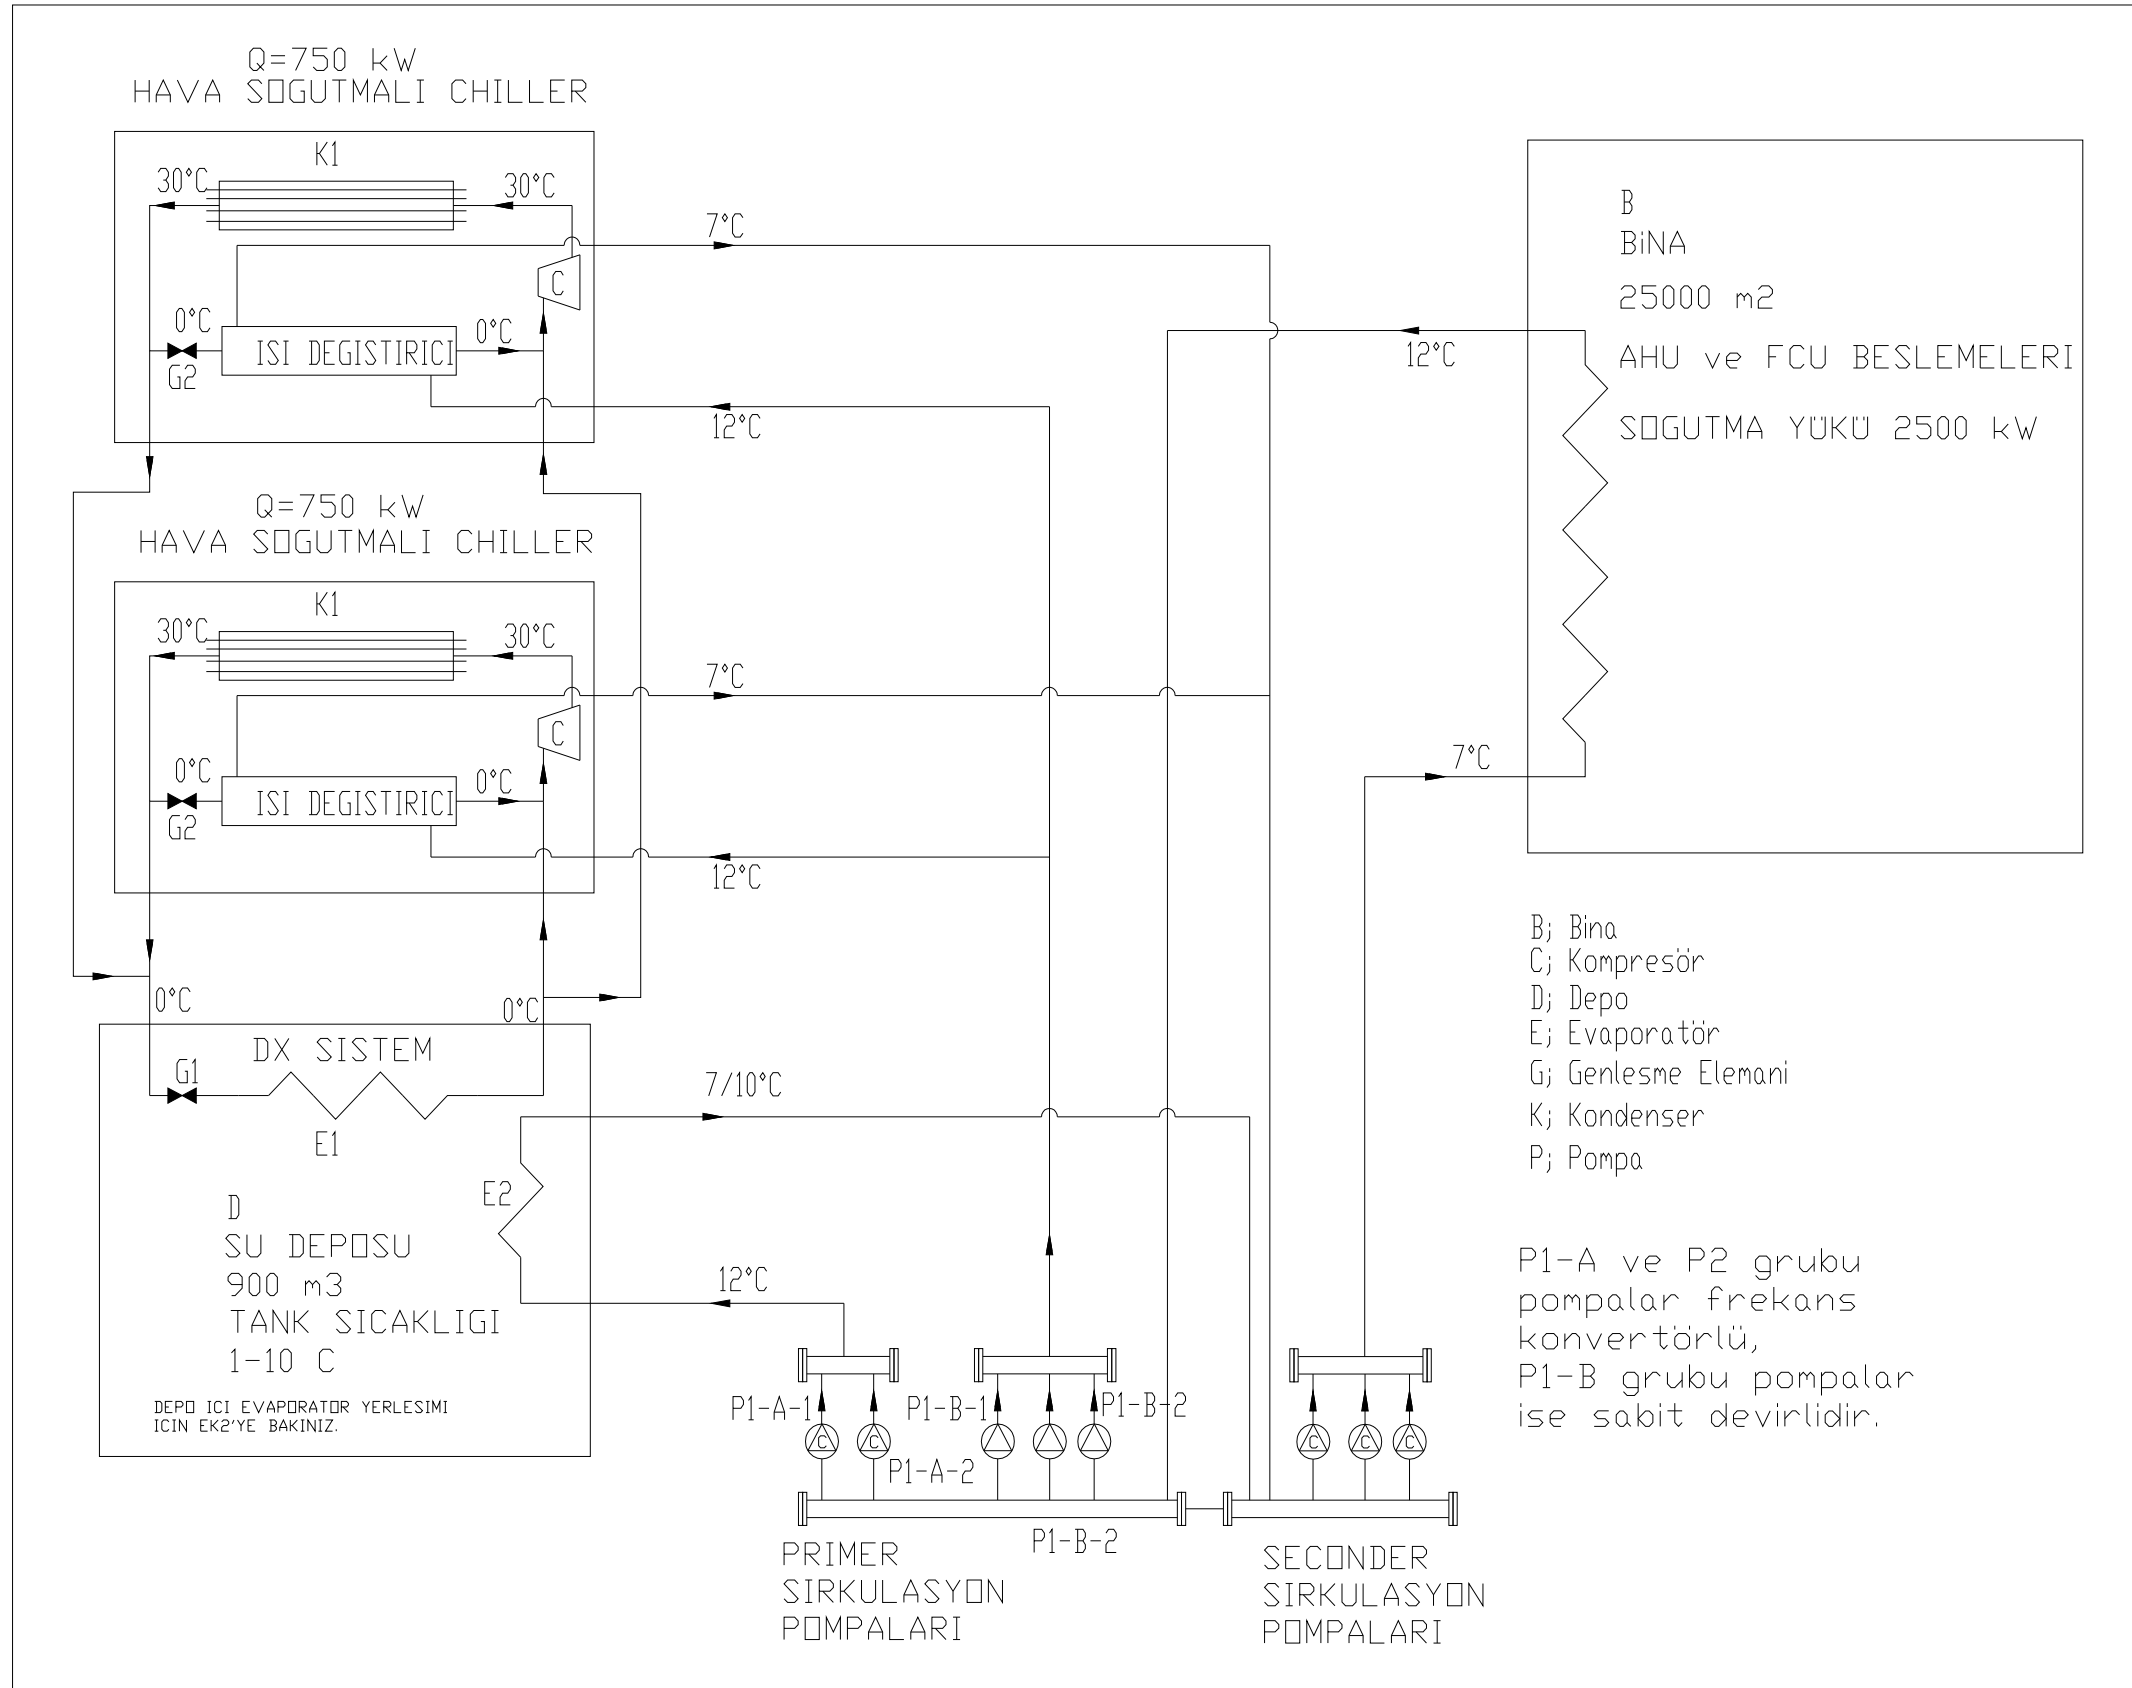 Q=750 kW
HAVA SOGUTMALI CHILLER
K1
30°C
30°C
7°C
C
0°C
0°C
ISI DEGISTIRICI
G2
12°C
B
BiNA
25000 m2
AHU ve FCU BESLEMELERI
SOGUTMA YÜKÜ 2500 kW
12°C
7°C
Q=750 kW
HAVA SOGUTMALI CHILLER
K1
30°C
30°C
7°C
C
0°C
0°C
ISI DEGISTIRICI
G2
12°C
0°C
0°C
DX SISTEM
G1
E1
7/10°C
E2
D
SU DEPOSU
900 m3
TANK SICAKLIGI
1-10 C
DEPO ICI EVAPORATOR YERLESIMI
ICIN EK2'YE BAKINIZ.
12°C
B; Bina
C; Kompresör
D; Depo
E; Evaporatör
G; Genlesme Elemani
K; Kondenser
P; Pompa
P1-A ve P2 grubu
pompalar frekans
konvertörlü,
P1-B grubu pompalar
ise sabit devirlidir.
P1-A-1
P1-B-1
P1-B-2
C
C
C
C
C
P1-A-2
P1-B-2
PRIMER
SIRKULASYON
POMPALARI
SECONDER
SIRKULASYON
POMPALARI